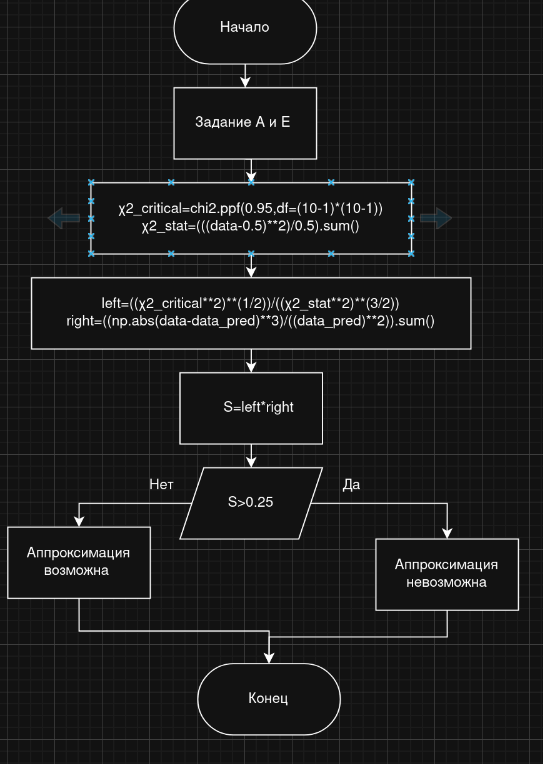 Начало
Задание A и E
χ2_critical=chi2.ppf(0.95,df=(10-1)*(10-1))
χ2_stat=(((data-0.5)**2)/0.5).sum()
left=((χ2_critical**2)**(1/2))/((χ2_stat**2)**(3/2))
right=((np.abs(data-data_pred)**3)/((data_pred)**2)).sum()
S=left*right
Нет
Да
S>0.25
Аппроксимация
возможна
Аппроксимация
невозможна
Конец